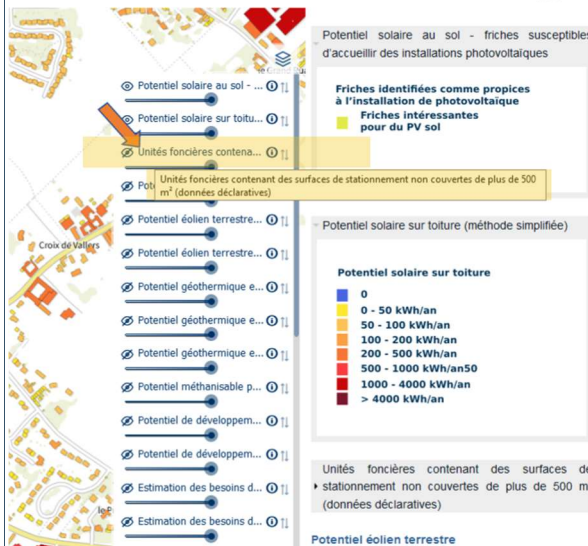 Potentiel solaire au sol - ...
Potentiel solaire sur toitu...
Unités foncières contena...
Unités foncières contenant des surfaces de stationnement non couvertes de plus de 500
m² (données déclaratives)
Potentiel éolien terrestre...
Potentiel éolien terrestre...
Potentiel géothermique e...
Potentiel géothermique e...
Potentiel géothermique e...
Potentiel méthanisable p...
Potentiel de développem...
Potentiel de développem...
Estimation des besoins d...
Estimation des besoins d...
Croix de Vallers
Potentiel solaire au sol - friches susceptibles
d'accueillir des installations photovoltaïques
Friches identifiées comme propices
à l'installation de photovoltaïque
Friches intéressantes
pour du PV sol
Potentiel solaire sur toiture (méthode simplifiée)
Potentiel solaire sur toiture
0
0 - 50 kWh/an
50 - 100 kWh/an
100 - 200 kWh/an
200 - 500 kWh/an
500 - 1000 kWh/an50
1000 - 4000 kWh/an
> 4000 kWh/an
Unités foncières contenant des surfaces de
stationnement non couvertes de plus de 500 m
(données déclaratives)
Potentiel éolien terrestre